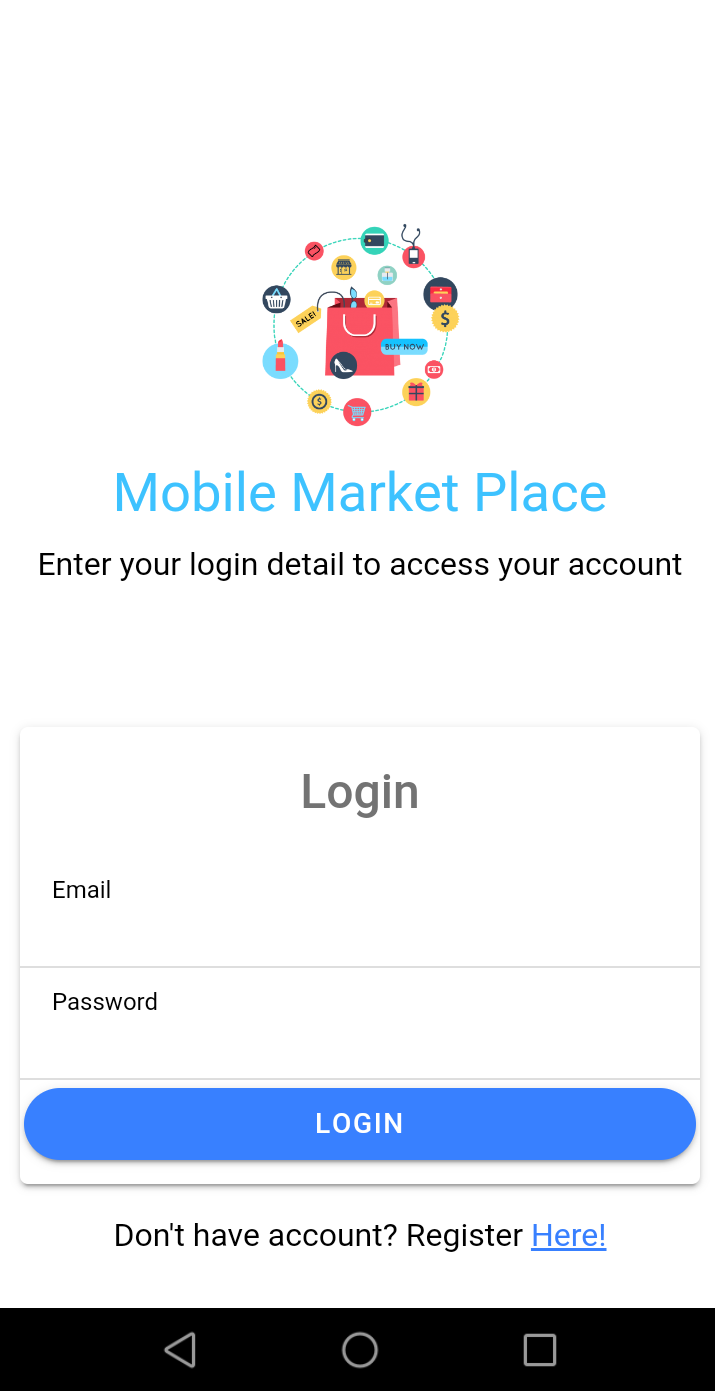 SALE!
BUY NOW
Mobile Market Place
Enter your login detail to access your account
Login
Email
Password
LOGIN
Don't have account? Register Here!